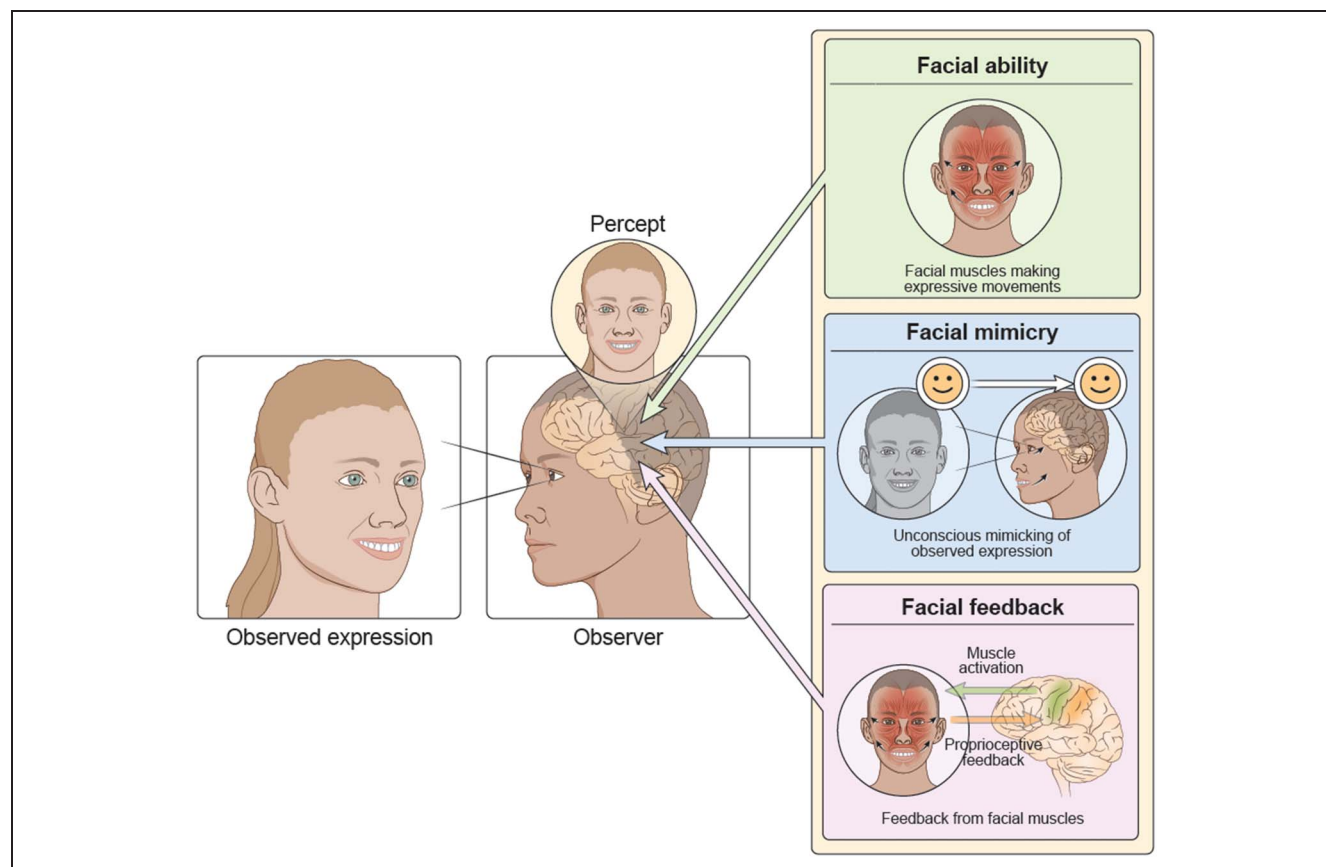 Facial ability
Facial muscles making
expressive movements
Percept
Facial mimicry
Unconscious mimicking of
observed expression
Observed expression
Observer
Facial feedback
Muscle
activation
Proprioceptive
feedback
Feedback from facial muscles